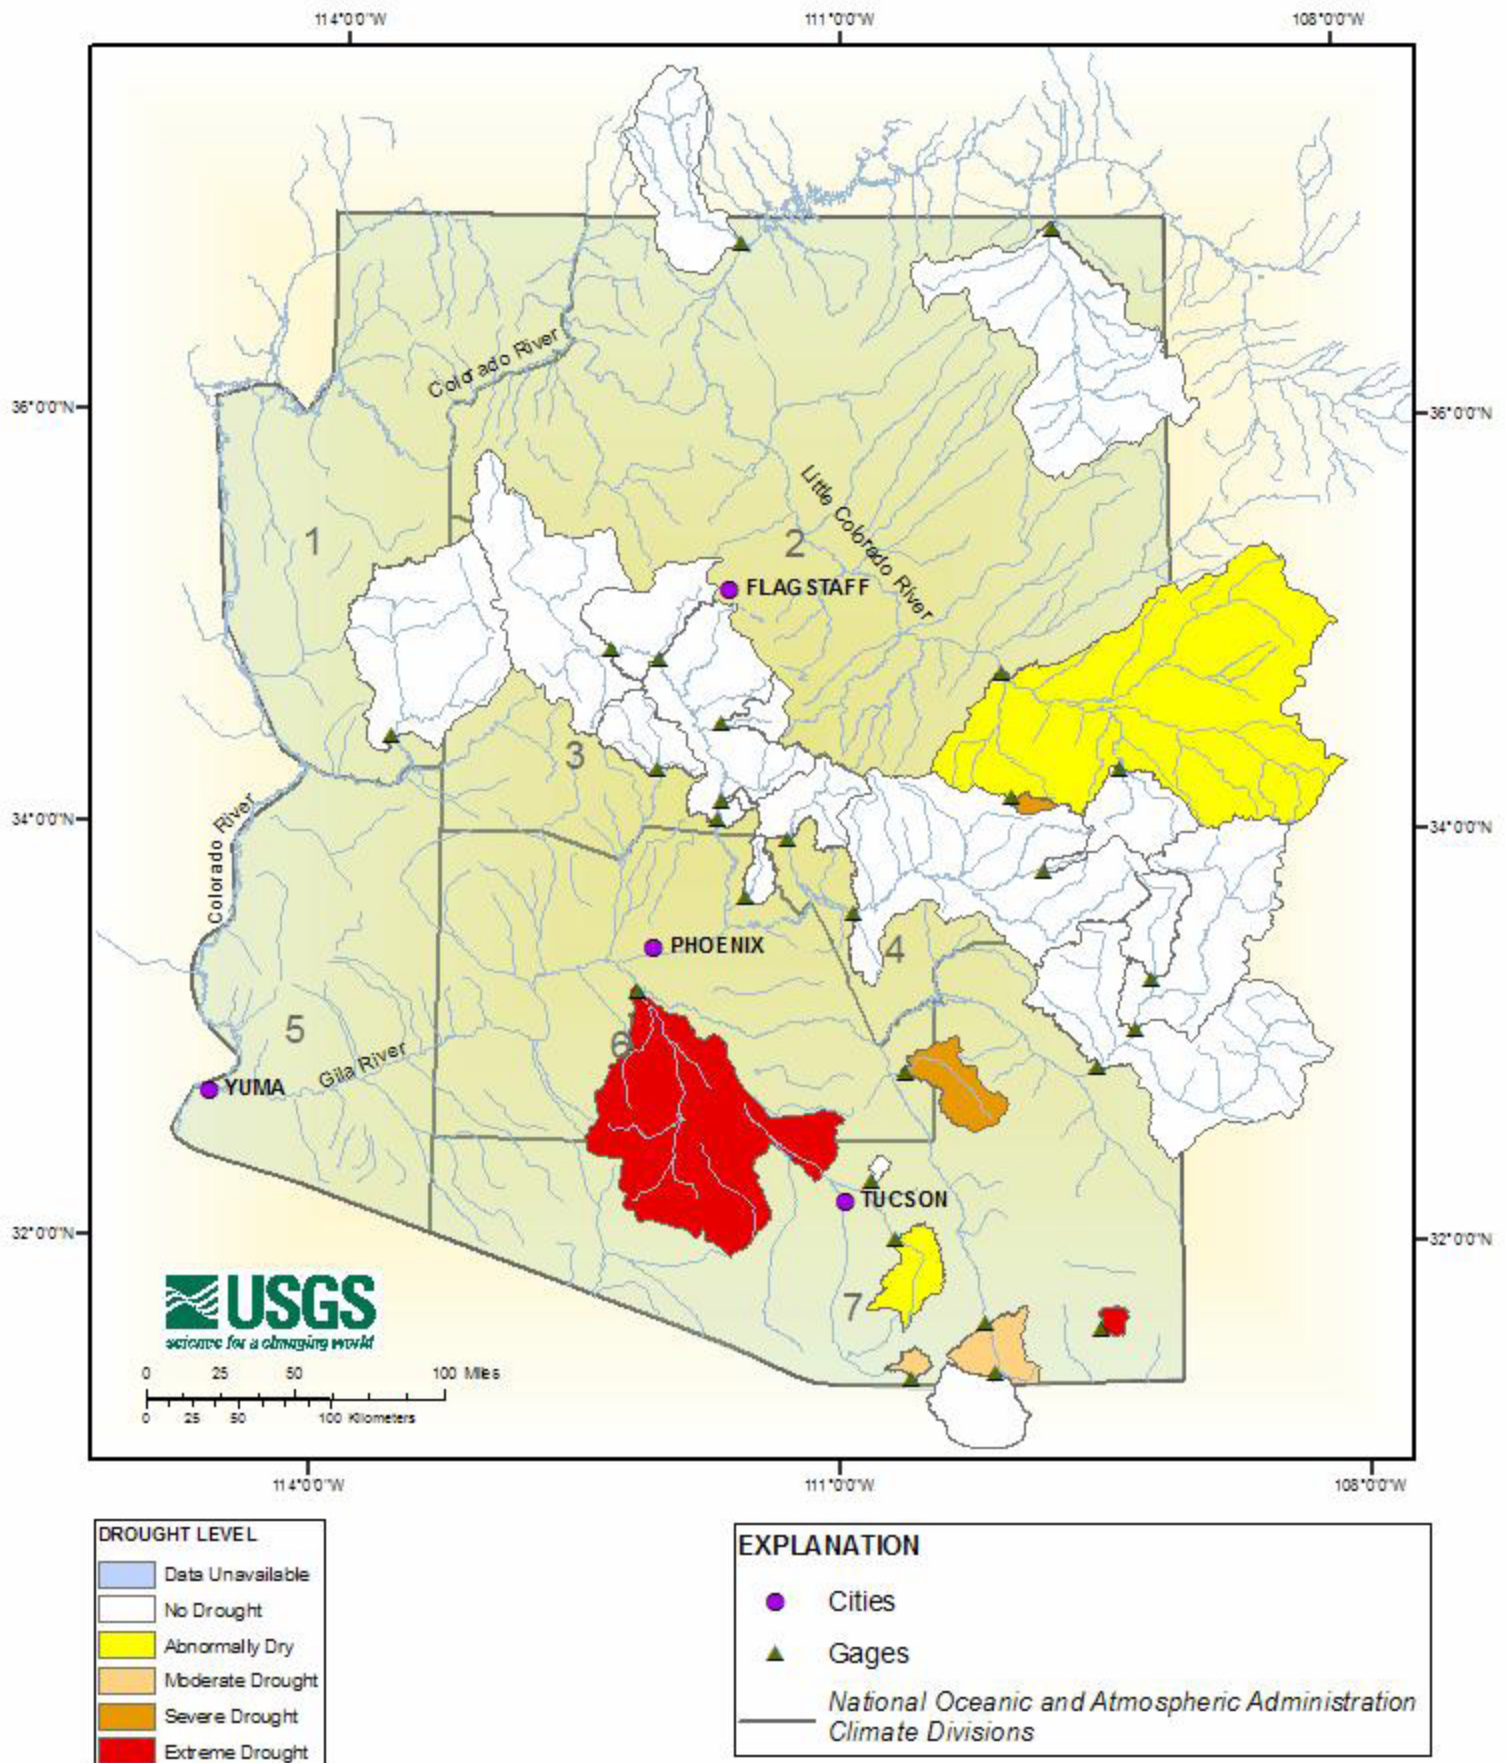 114°0'0"W
111°0'0"W
108°0'0"W
Colorado River
36°0'0"N
36°0'0"N
Little Colorado River
1
2
FLAGSTAFF
3
Colorado River
34°0'0"N
34°0'0"N
PHOENIX
4
5
6
Gila River
YUMA
TUCSON
32°0'0"N
32°0'0"N
7
USGS
science for a changing world
0 25 50 100 Miles
0 25 50 100 Kilometers
114°0'0"W
111°0'0"W
108°0'0"W
DROUGHT LEVEL
Data Unavailable
No Drought
Abnormally Dry
Moderate Drought
Severe Drought
Extreme Drought
EXPLANATION
Cities
Gages
National Oceanic and Atmospheric Administration
Climate Divisions